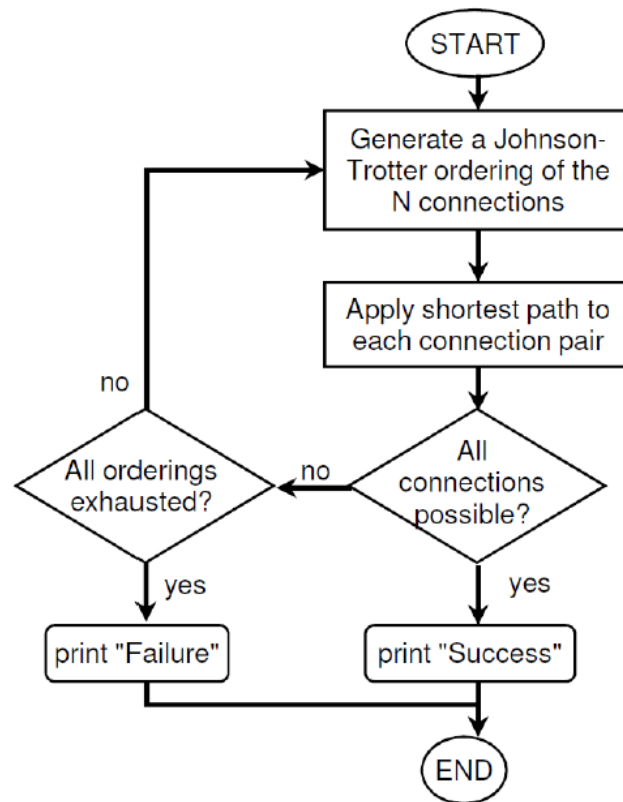 START
Generate a Johnson-
Trotter ordering of the
N connections
Apply shortest path to
each connection pair
no
All orderings
exhausted?
no
All
connections
possible?
yes
yes
print "Failure"
print "Success"
END